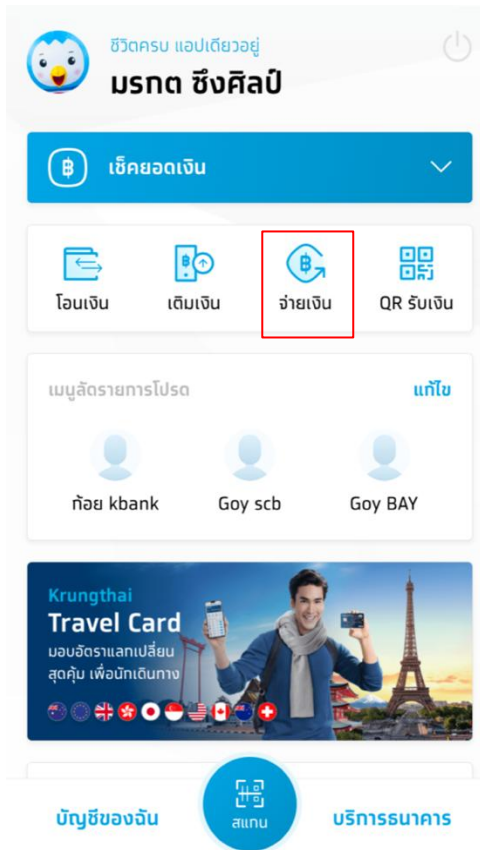 ชีวิตครบ แอปเดียวอยู่
มรกต ซึงศิลป์
เช็คยอดเงิน
โอนเงิน
เติมเงิน
จ่ายเงิน
QR รับเงิน
เมนูลัดรายการโปรด
แก้ไข
ก้อย kbank
Goy scb
Goy BAY
Krungthai
Travel Card
มอบอัตราแลกเปลี่ยน
สุดคุ้ม เพื่อนักเดินทาง
บัญชีของฉัน
สแกน
บริการธนาคาร